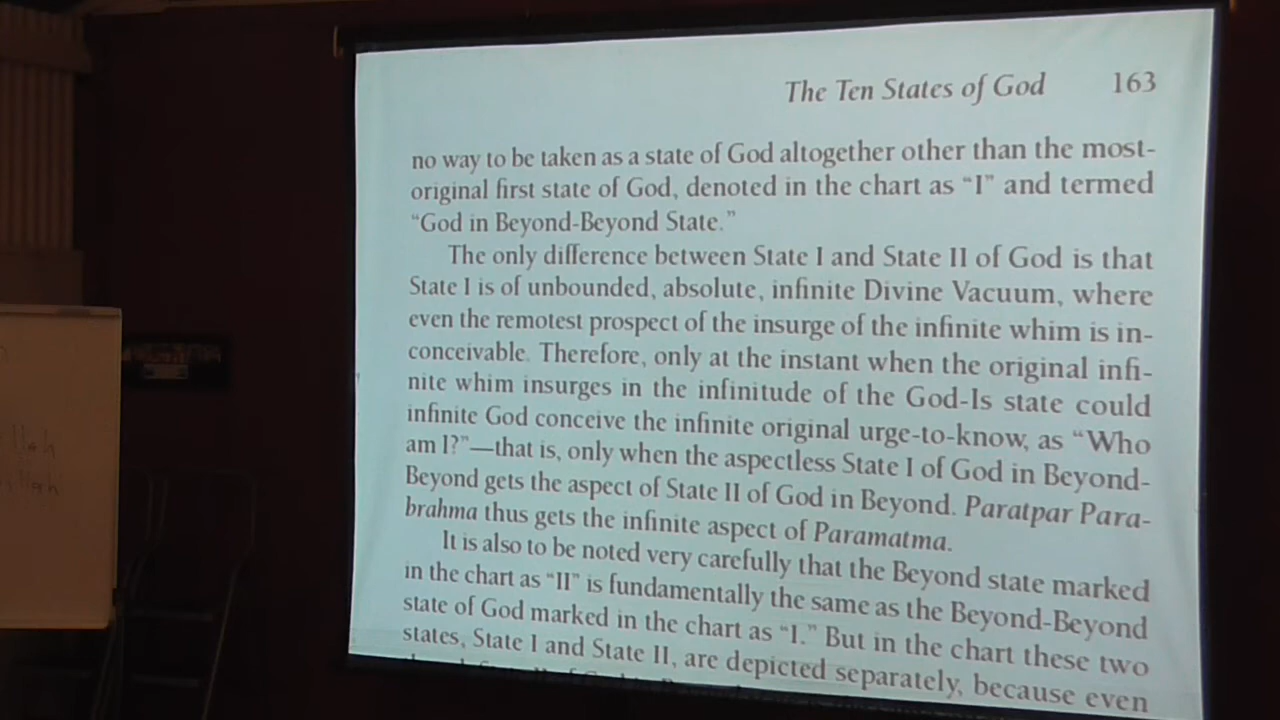 The Ten States of God 163
no way to be taken as a state of God altogether other than the most-
original first state of God, denoted in the chart as “I” and termed
“God in Beyond-Beyond State.”
The only difference between State I and State II of God is that
State I is of unbounded, absolute, infinite Divine Vacuum, where
even the remotest prospect of the insurge of the infinite whim is in-
conceivable. Therefore, only at the instant when the original infi-
nite whim insurges in the infinitude of the God-Is state could
infinite God conceive the infinite original urge-to-know, as “Who
am I?”—that is, only when the aspectless State I of God in Beyond-
Beyond gets the aspect of State II of God in Beyond. Paratpar Para-
brahma thus gets the infinite aspect of Paramatma.
It is also to be noted very carefully that the Beyond state marked
in the chart as “II” is fundamentally the same as the Beyond-Beyond
state of God marked in the chart as “I.” But in the chart these two
states, State I and State II, are depicted separately, because even